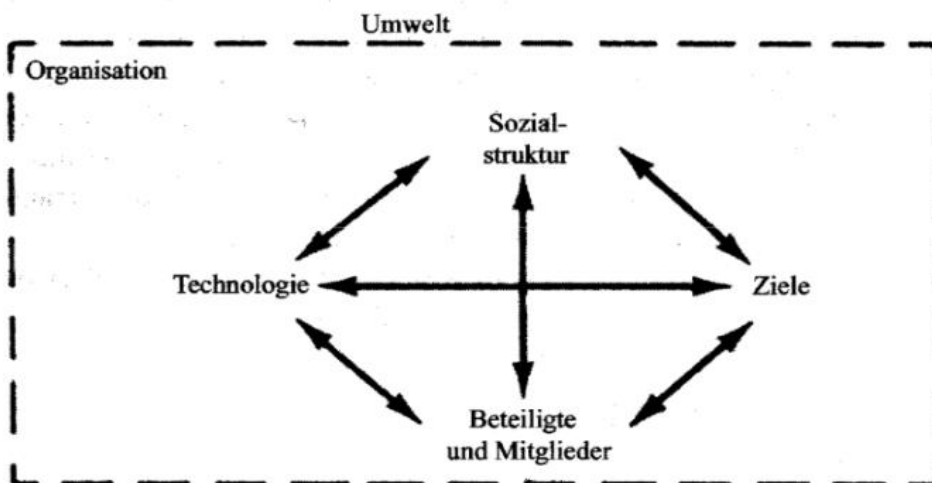 Umwelt
Organisation
Sozial-
struktur
Technologie
Ziele
Beteiligte
und Mitglieder